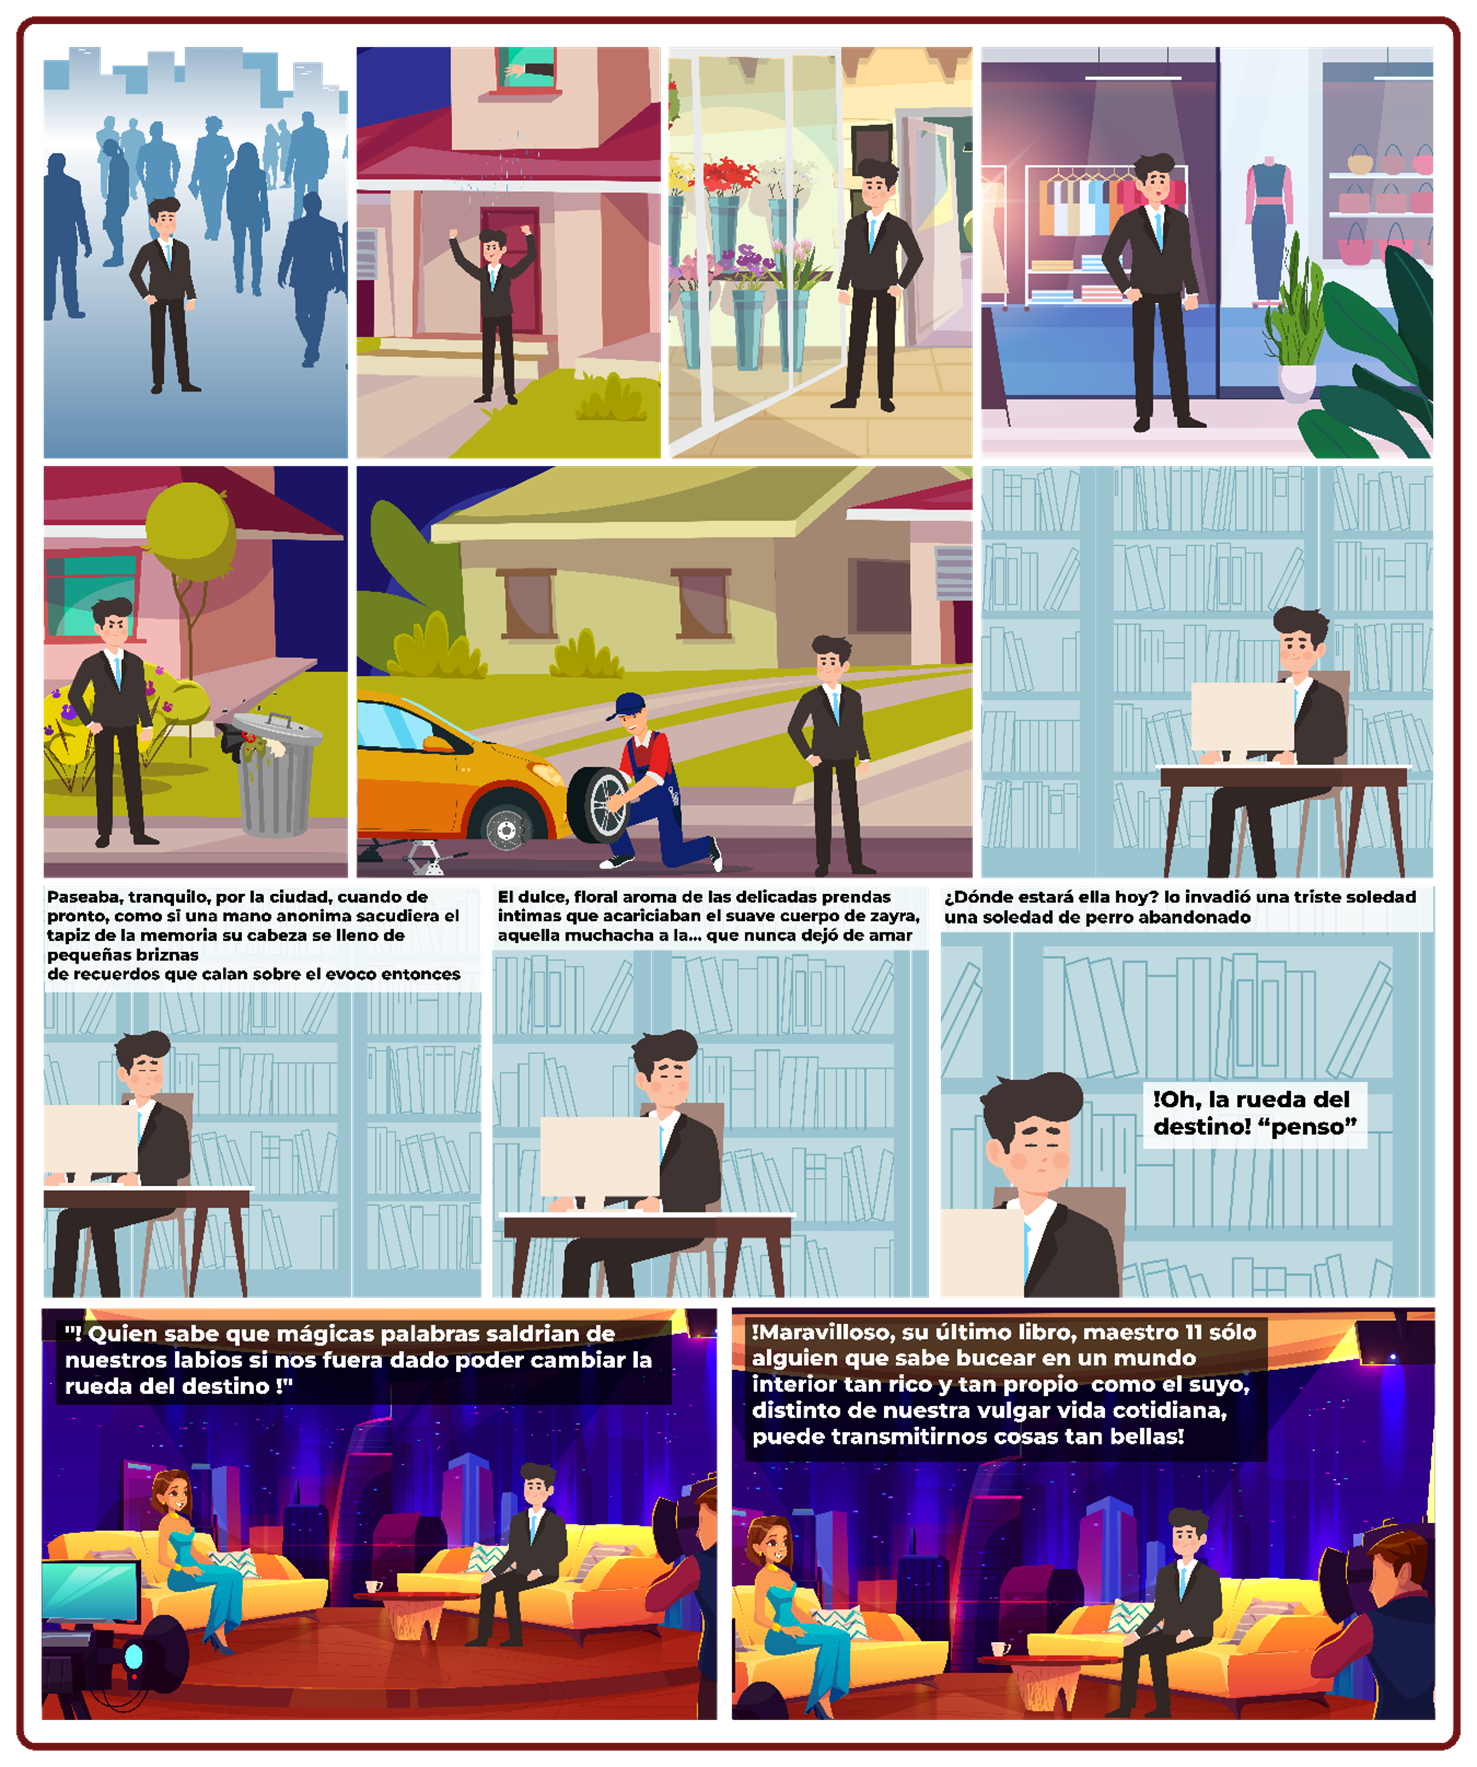 Paseaba, tranquilo, por la ciudad, cuando de
pronto, como si una mano anonima sacudiera el
tapiz de la memoria su cabeza se lleno de
pequeñas briznas
de recuerdos que calan sobre el evoco entonces
El dulce, floral aroma de las delicadas prendas
intimas que acariciaban el suave cuerpo de zayra,
aquella muchacha a la... que nunca dejó de amar
¿Dónde estará ella hoy? lo invadió una triste soledad
una soledad de perro abandonado
!Oh, la rueda del
destino! “penso”
"! Quien sabe que mágicas palabras saldrian de
nuestros labios si nos fuera dado poder cambiar la
rueda del destino !"
!Maravilloso, su último libro, maestro 11 sólo
alguien que sabe bucear en un mundo
interior tan rico y tan propio como el suyo,
distinto de nuestra vulgar vida cotidiana,
puede transmitirnos cosas tan bellas!